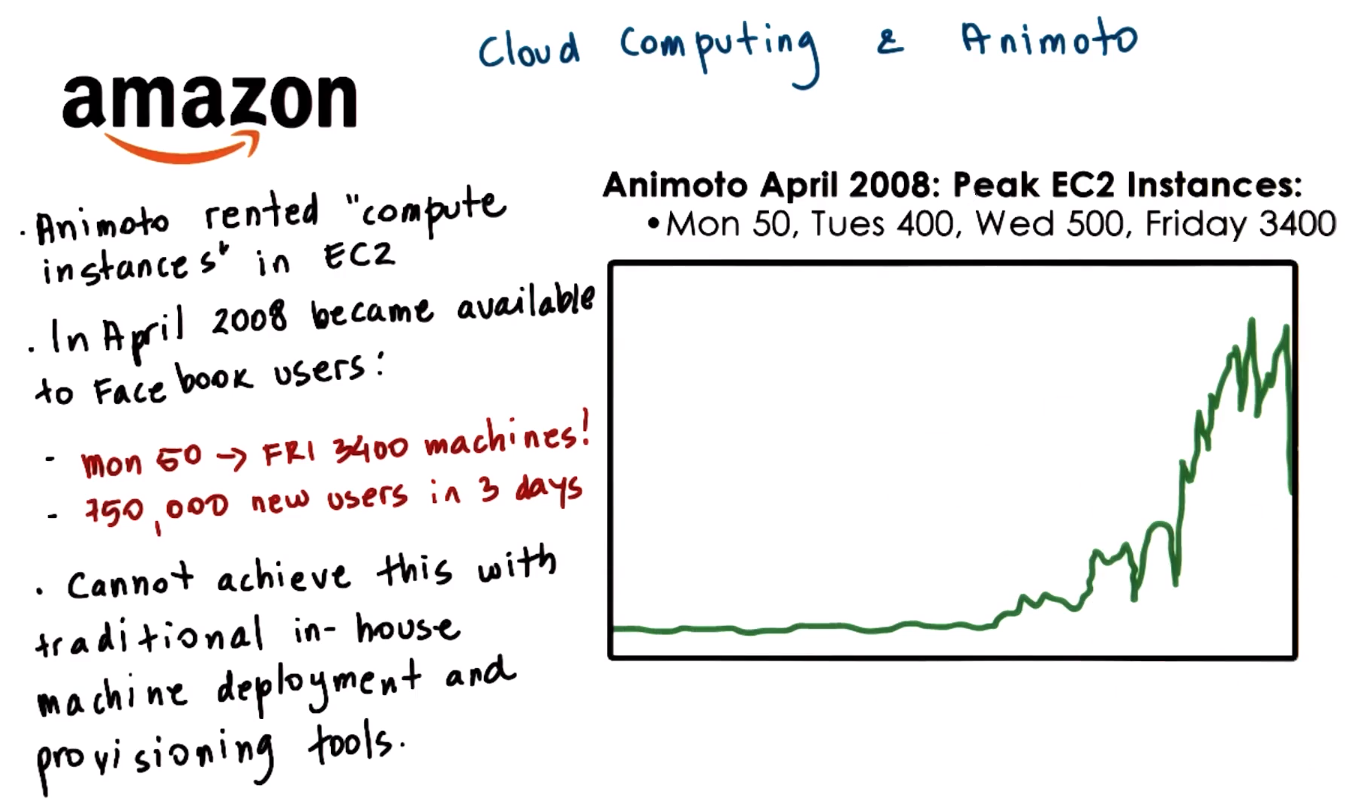 Cloud Computing & Animoto
amazon
Animoto April 2008: Peak EC2 Instances:
•Mon 50, Tues 400, Wed 500, Friday 3400
· Animoto rented "compute
instances" in EC2
· In April 2008 became available
to Facebook users:
- Mon 50 → FRI 3400 machines!
- 750,000 new users in 3 days
· Cannot achieve this with
traditional in-house
machine deployment and
provisioning tools.